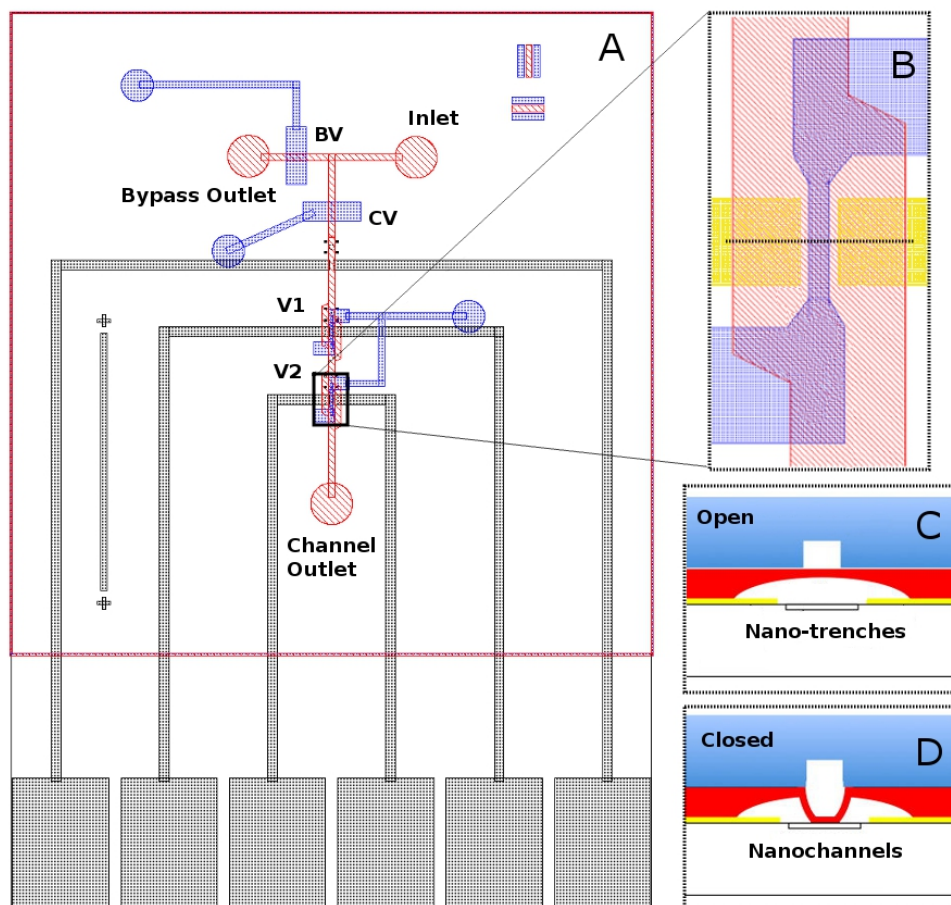 A
BV
Inlet
Bypass Outlet
CV
V1
V2
Channel
Outlet
B
Open
C
Nano-trenches
Closed
D
Nanochannels